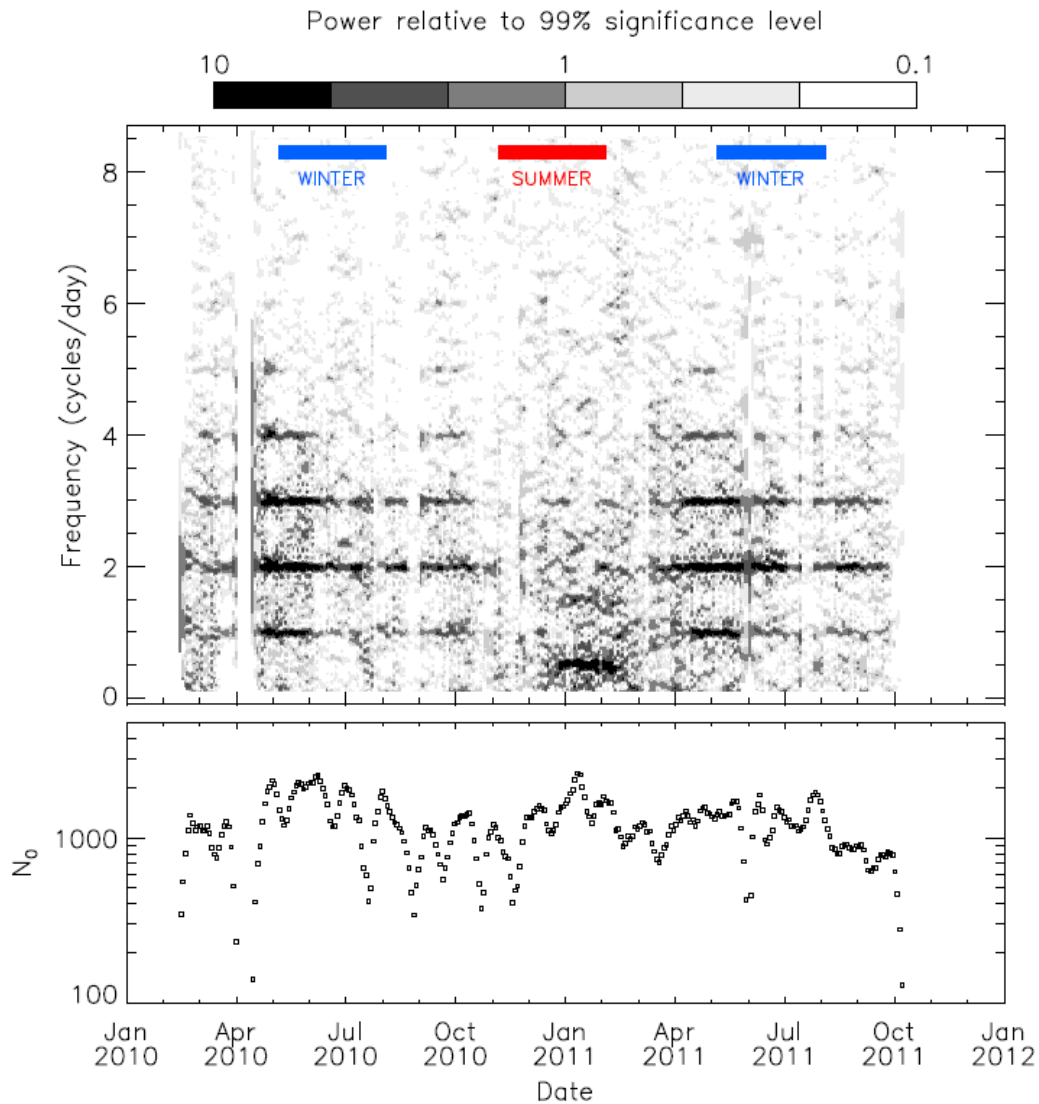 Power relative to 99% significance level
10 1 0.1
WINTER SUMMER WINTER
8
6
4
2
0
Frequency (cycles/day)
1000
100
N₀
Jan Apr Jul Oct Jan Apr Jul Oct Jan
2010 2010 2010 2010 2011 2011 2011 2011 2012
Date